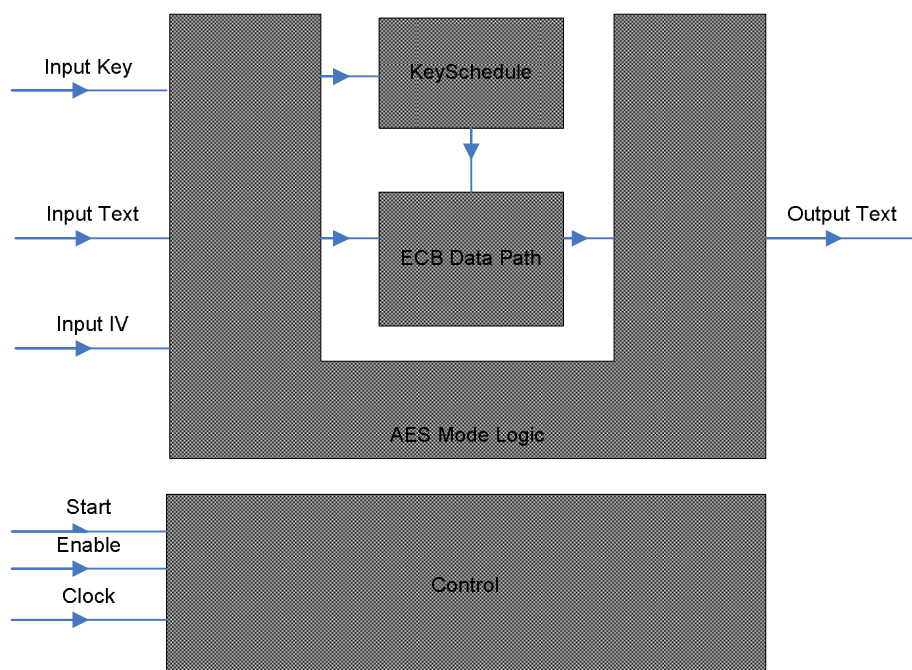 Input Key
KeySchedule
Input Text
ECB Data Path
Output Text
Input IV
AES Mode Logic
Start
Enable
Clock
Control